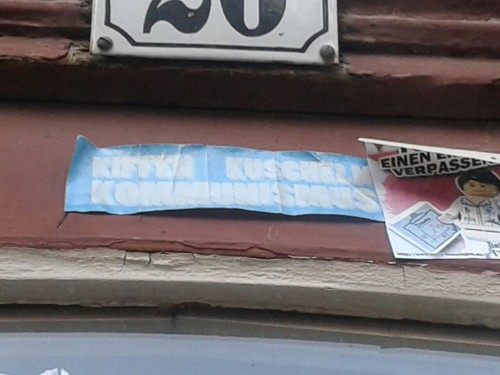 20
KIFFEN KUSCHELN
KOMMUNISMUS
EINEN
VERPASSEN